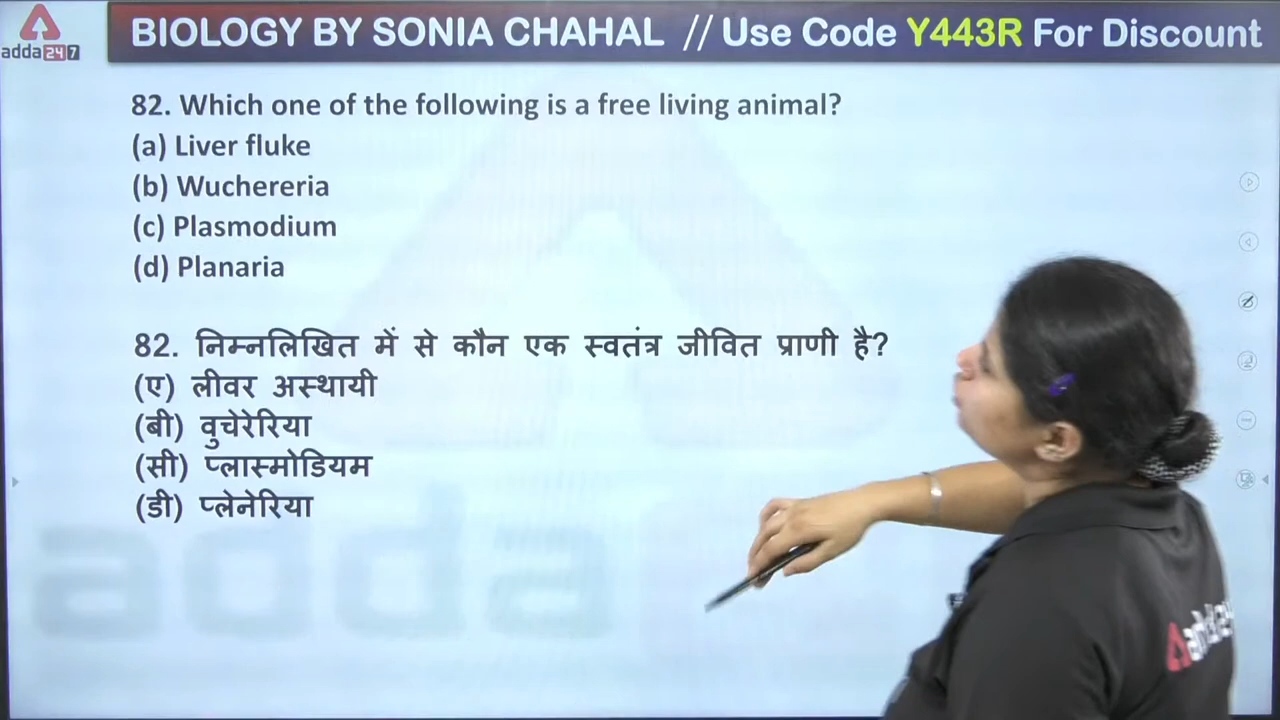 adda247
BIOLOGY BY SONIA CHAHAL // Use Code Y443R For Discount
82. Which one of the following is a free living animal?
(a) Liver fluke
(b) Wuchereria
(c) Plasmodium
(d) Planaria
82. निम्नलिखित में से कौन एक स्वतंत्र जीवित प्राणी है?
(ए) लीवर अस्थायी
(बी) वुचेरेरिया
(सी) प्लास्मोडियम
(डी) प्लेनेरिया
adda